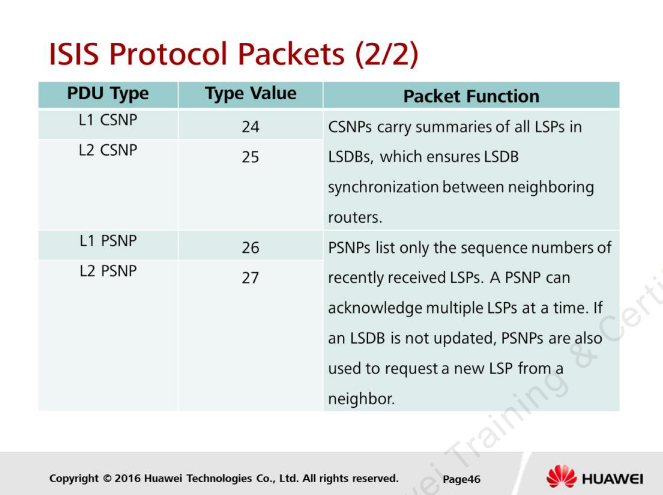 ISIS Protocol Packets (2/2)
PDU Type Type Value Packet Function
L1 CSNP 24 CSNPs carry summaries of all LSPs in
L2 CSNP 25 LSDBs, which ensures LSDB
synchronization between neighboring
routers.
L1 PSNP 26 PSNPs list only the sequence numbers of
L2 PSNP 27 recently received LSPs. A PSNP can
acknowledge multiple LSPs at a time. If
an LSDB is not updated, PSNPs are also
used to request a new LSP from a
neighbor.
Training &
Copyright © 2016 Huawei Technologies Co., Ltd. All rights reserved. Page46 HUAWEI